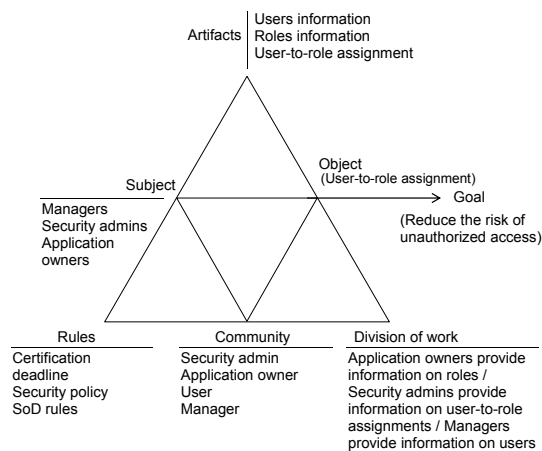 Artifacts
Users information
Roles information
User-to-role assignment
Subject
Managers
Security admins
Application
owners
Object
(User-to-role assignment)
Goal
(Reduce the risk of
unauthorized access)
Rules
Certification
deadline
Security policy
SoD rules
Community
Security admin
Application owner
User
Manager
Division of work
Application owners provide
information on roles /
Security admins provide
information on user-to-role
assignments / Managers
provide information on users